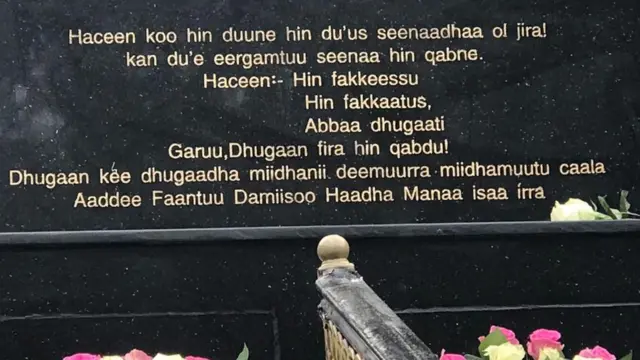 Haceen koo hin duune hin du'us seenaadhaa ol jira!
kan du'e eergamtuu seenaa hin qabne.
Haceen:- Hin fakkeessu
Hin fakkaatus,
Abbaa dhugaati
Garuu,Dhugaan fira hin qabdu!
Dhugaan kee dhugaadha miidhanii deemuurra miidhamuutu caala
Aaddee Faantuu Damiisoo Haadha Manaa isaa irra